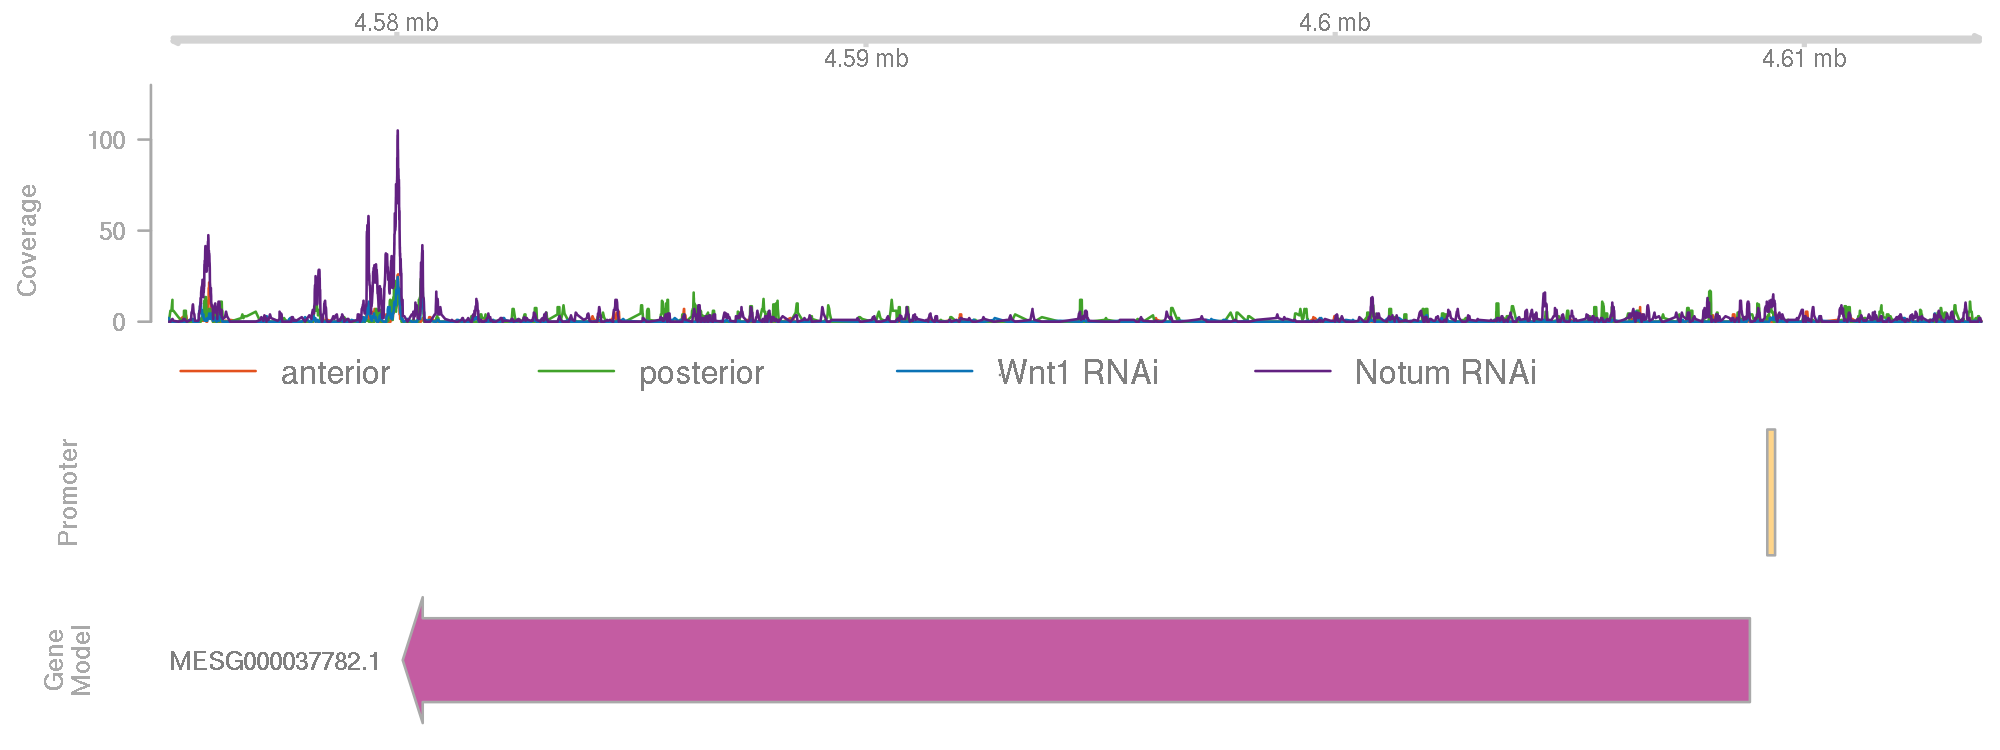 4.58 mb
4.6 mb
4.59 mb
4.61 mb
Coverage
100
50
0
anterior
posterior
Wnt1 RNAi
Notum RNAi
Promoter
Gene
Model
MESG000037782.1